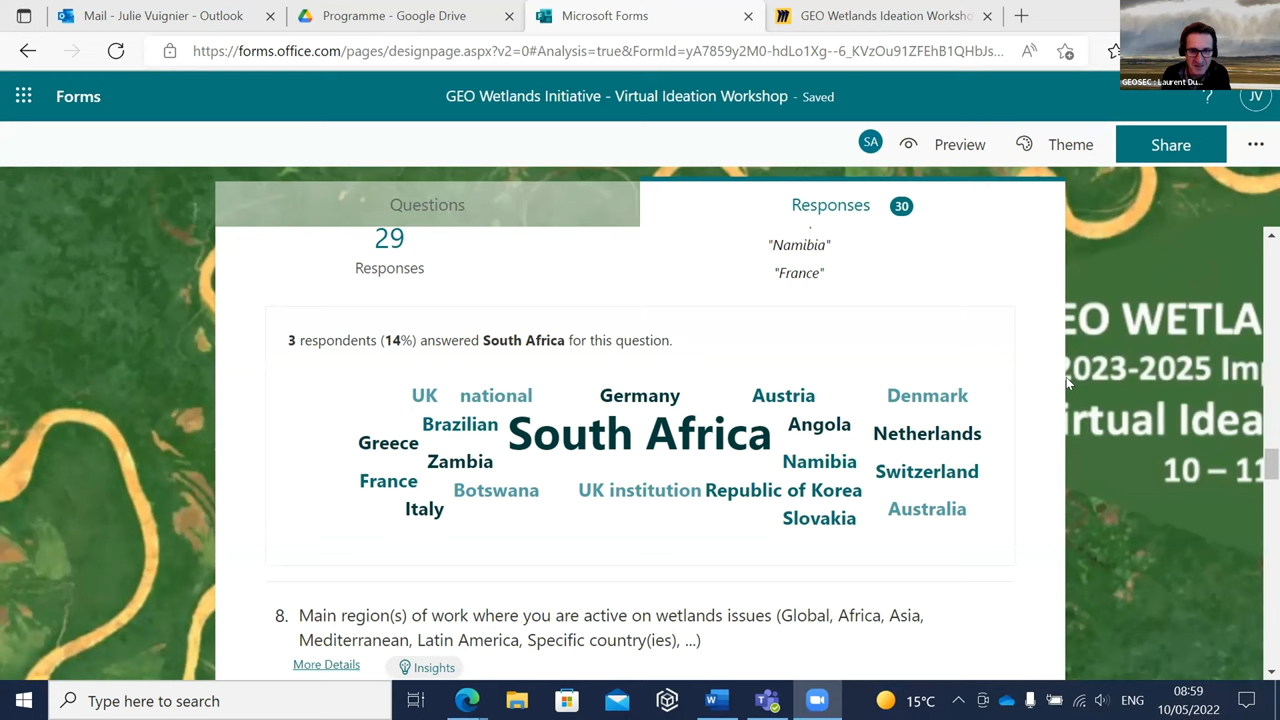 Mail - Julie Vuignier - Outlook
Programme - Google Drive
Microsoft Forms
GEO Wetlands Ideation Worksho
https://forms.office.com/pages/designpage.aspx?v2=0#Analysis=true&FormId=yA7859y2M0-hdLo1Xg--6_KVzOu91ZFEhB1QHbJs...
GEOSEC : Laurent Du...
Forms
GEO Wetlands Initiative - Virtual Ideation Workshop - Saved
?
JV
SA
Preview
Theme
Share
...
Questions
Responses 30
29
Responses
"Namibia"
"France"
3 respondents (14%) answered South Africa for this question.
UK national Germany Austria Denmark
Brazilian South Africa Angola Netherlands
Greece Zambia Namibia Switzerland
France Botswana UK institution Republic of Korea
Italy Slovakia Australia
EO WETLA
2023-2025 Im
irtual Idea
10 – 11
8. Main region(s) of work where you are active on wetlands issues (Global, Africa, Asia,
Mediterranean, Latin America, Specific country(ies), ...)
More Details
Insights
Type here to search
15°C
ENG
08:59
10/05/2022